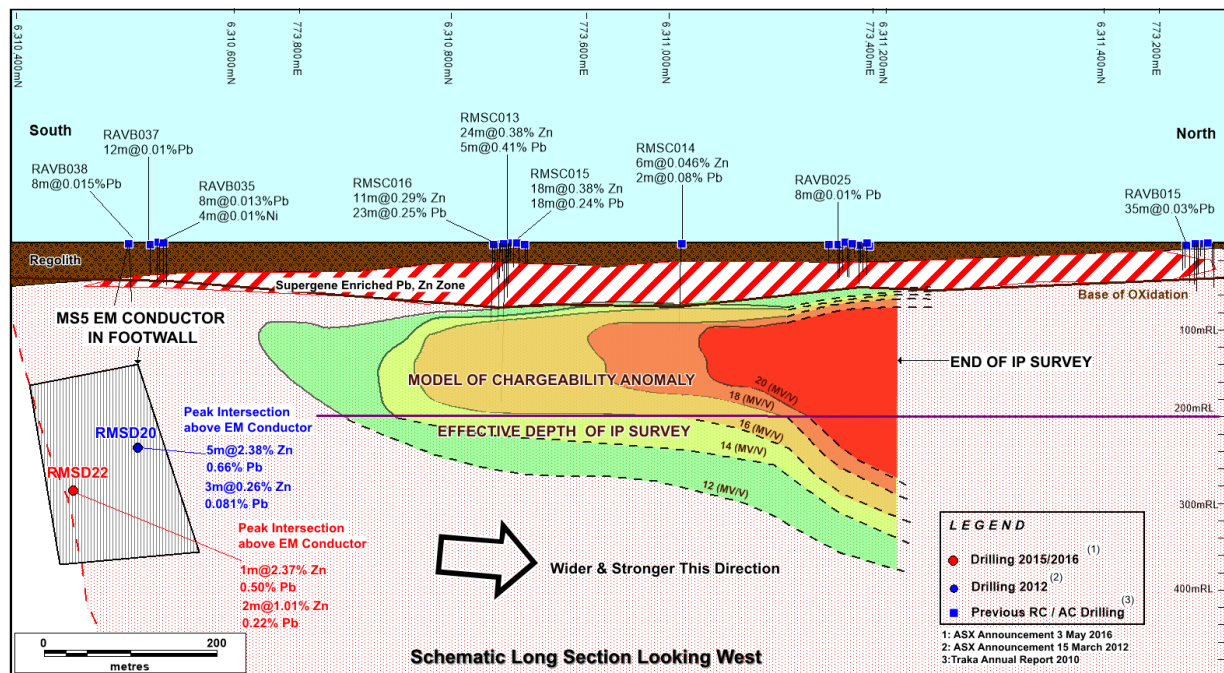 6,310,400mN
6,310,600mN
773,800mE
6,310,800mN
773,600mE
6,311,000mN
773,400mE
6,311,200mN
6,311,400mN
773,200mE
South
North
RAVB037
12m@0.01%Pb
RAVB038
8m@0.015%Pb
RAVB035
8m@0.013%Pb
4m@0.01%Ni
RMSC013
24m@0.38% Zn
5m@0.41% Pb
RMSC016
11m@0.29% Zn
23m@0.25% Pb
RMSC015
18m@0.38% Zn
18m@0.24% Pb
RMSC014
6m@0.046% Zn
2m@0.08% Pb
RAVB025
8m@0.01% Pb
RAVB015
35m@0.03%Pb
Regolith
Supergene Enriched Pb, Zn Zone
Base of OXidation
MS5 EM CONDUCTOR
IN FOOTWALL
100mRL
END OF IP SURVEY
MODEL OF CHARGEABILITY ANOMALY
20 (MV/V)
18 (MV/V)
200mRL
EFFECTIVE DEPTH OF IP SURVEY
16 (MV/V)
14 (MV/V)
12 (MV/V)
RMSD20
Peak Intersection
above EM Conductor
5m@2.38% Zn
0.66% Pb
3m@0.26% Zn
0.081% Pb
RMSD22
Peak Intersection
above EM Conductor
1m@2.37% Zn
0.50% Pb
2m@1.01% Zn
0.22% Pb
300mRL
Wider & Stronger This Direction
400mRL
LEGEND
Drilling 2015/2016 (1)
Drilling 2012 (2)
Previous RC / AC Drilling (3)
1: ASX Announcement 3 May 2016
2: ASX Announcement 15 March 2012
3:Traka Annual Report 2010
0 200
metres
Schematic Long Section Looking West